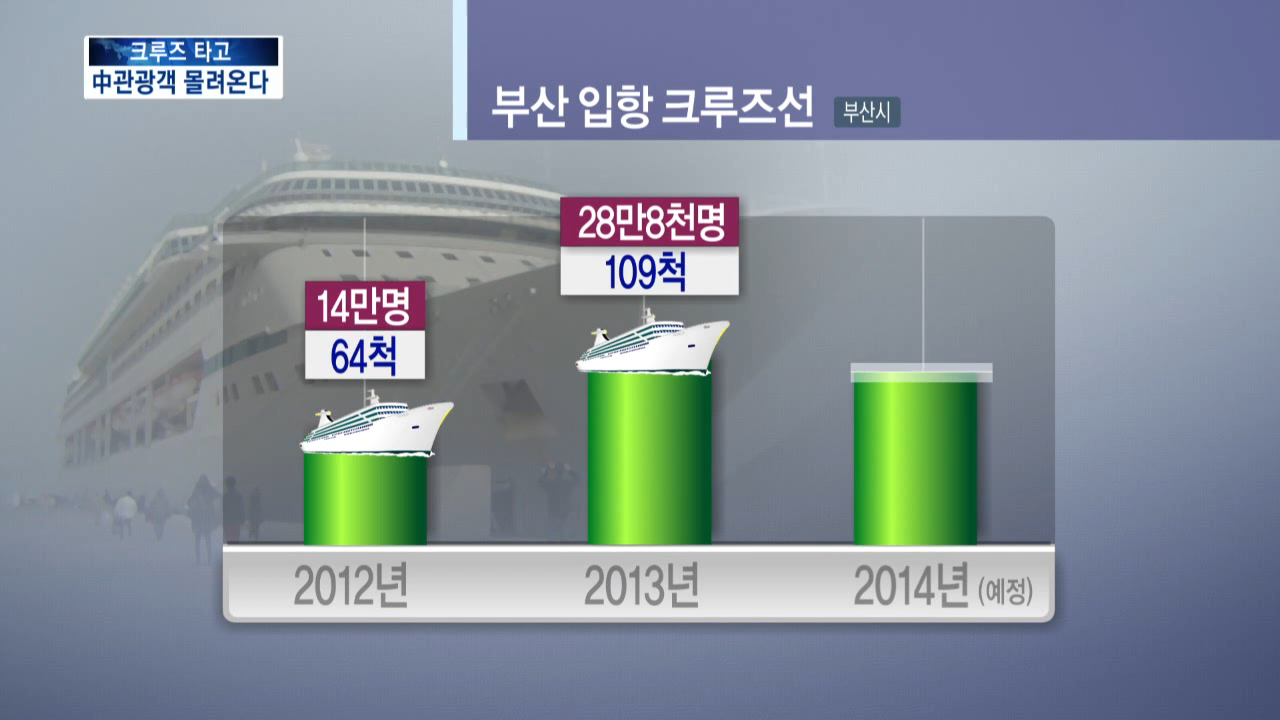 크루즈 타고
中관광객 몰려온다
부산 입항 크루즈선 부산시
14만명
64척
28만8천명
109척
2012년 2013년 2014년 (예정)